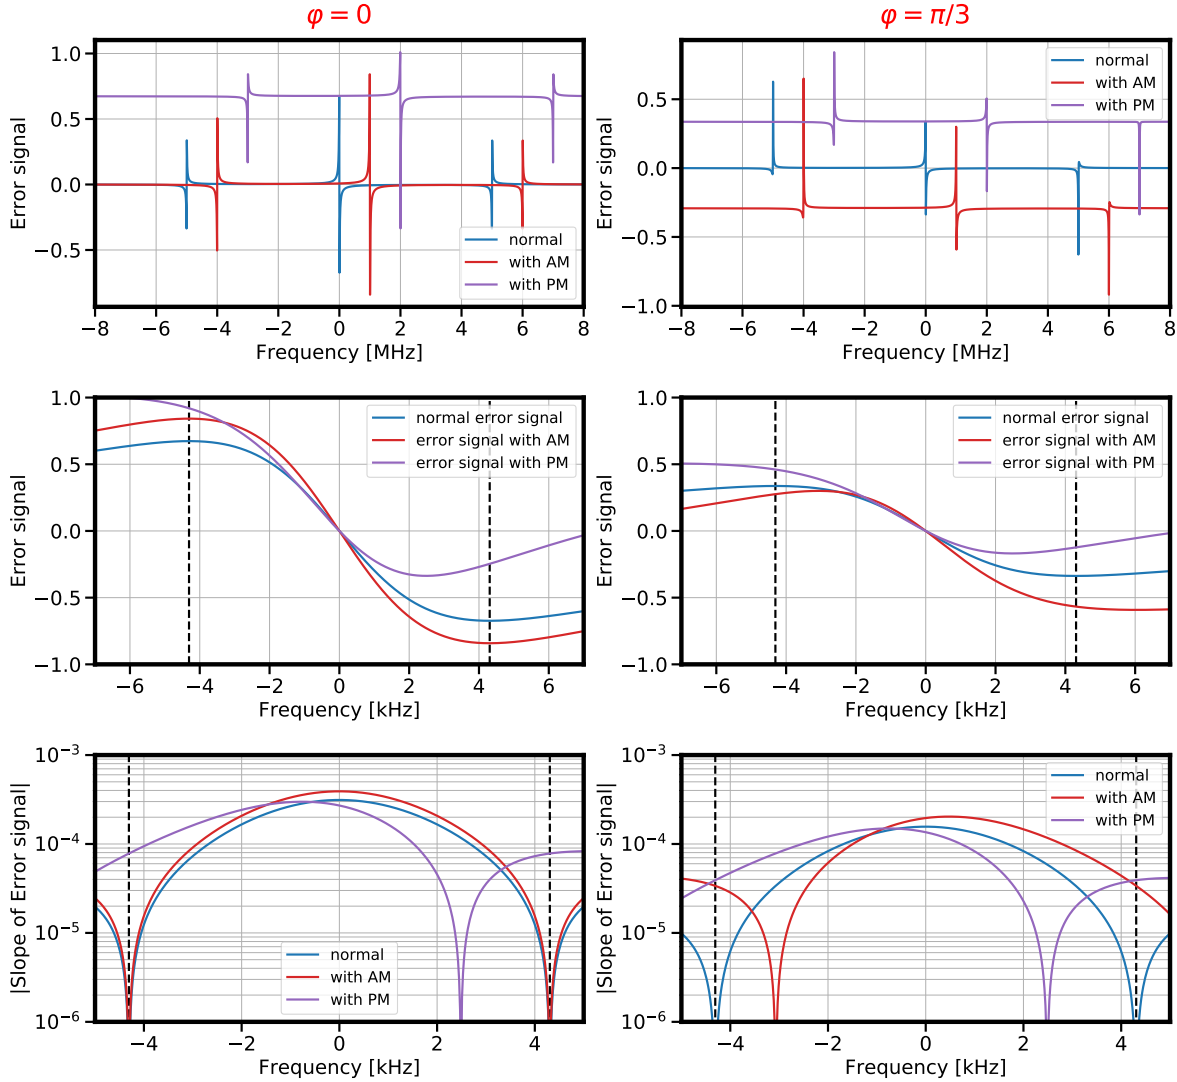 φ = 0
φ = π/3
Error signal
1.0
0.5
0.0
−0.5
normal
with AM
with PM
−8 −6 −4 −2 0 2 4 6 8
Frequency [MHz]
Error signal
0.5
0.0
−0.5
−1.0
normal
with AM
with PM
−8 −6 −4 −2 0 2 4 6 8
Frequency [MHz]
Error signal
1.0
0.5
0.0
−0.5
−1.0
normal error signal
error signal with AM
error signal with PM
−6 −4 −2 0 2 4 6
Frequency [kHz]
Error signal
1.0
0.5
0.0
−0.5
−1.0
normal error signal
error signal with AM
error signal with PM
−6 −4 −2 0 2 4 6
Frequency [kHz]
|Slope of Error signal|
10⁻³
10⁻⁴
10⁻⁵
10⁻⁶
normal
with AM
with PM
−4 −2 0 2 4
Frequency [kHz]
|Slope of Error signal|
10⁻³
10⁻⁴
10⁻⁵
10⁻⁶
normal
with AM
with PM
−4 −2 0 2 4
Frequency [kHz]